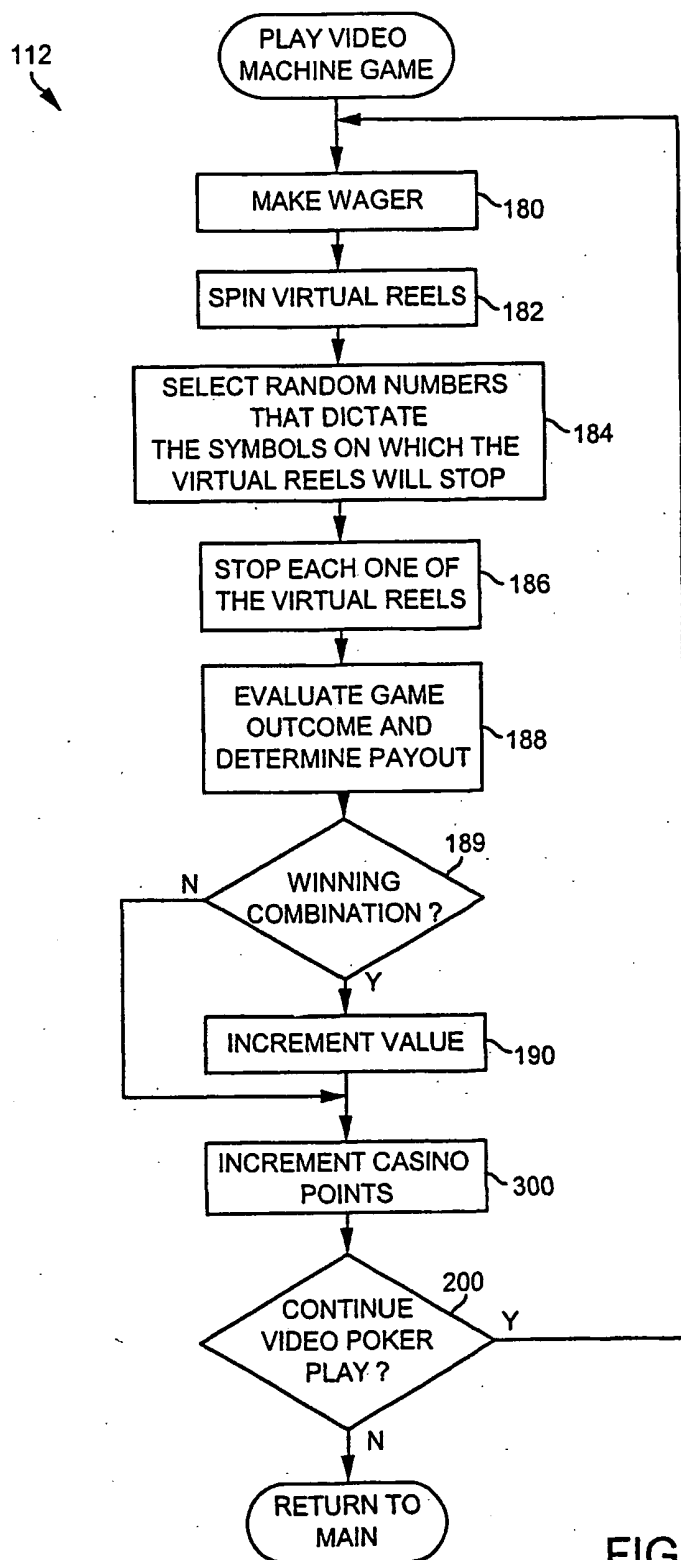 112
PLAY VIDEO
MACHINE GAME
MAKE WAGER
180
SPIN VIRTUAL REELS
182
SELECT RANDOM NUMBERS
THAT DICTATE
THE SYMBOLS ON WHICH THE
VIRTUAL REELS WILL STOP
184
STOP EACH ONE OF
THE VIRTUAL REELS
186
EVALUATE GAME
OUTCOME AND
DETERMINE PAYOUT
188
189
N
WINNING
COMBINATION ?
Y
INCREMENT VALUE
190
INCREMENT CASINO
POINTS
300
200
CONTINUE
VIDEO POKER
PLAY ?
Y
N
RETURN TO
MAIN
FIG